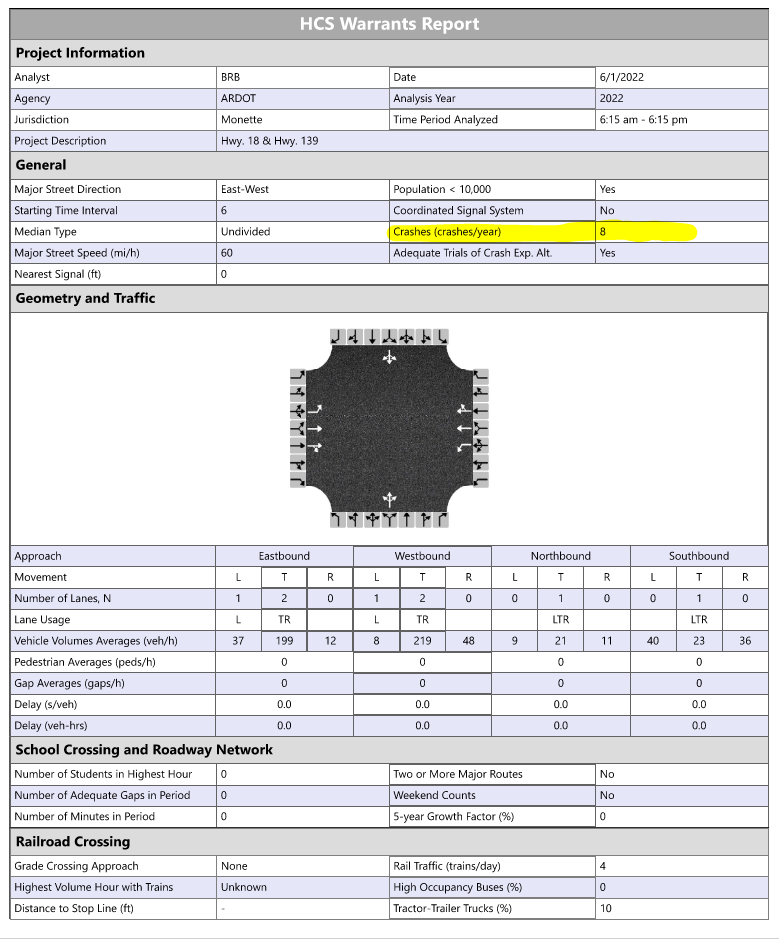 HCS Warrants Report
Project Information
Analyst BRB Date 6/1/2022
Agency ARDOT Analysis Year 2022
Jurisdiction Monette Time Period Analyzed 6:15 am - 6:15 pm
Project Description Hwy. 18 & Hwy. 139
General
Major Street Direction East-West Population < 10,000 Yes
Starting Time Interval 6 Coordinated Signal System No
Median Type Undivided Crashes (crashes/year) 8
Major Street Speed (mi/h) 60 Adequate Trials of Crash Exp. Alt. Yes
Nearest Signal (ft) 0
Geometry and Traffic
Approach Eastbound Westbound Northbound Southbound
Movement L T R L T R L T R L T R
Number of Lanes, N 1 2 0 1 2 0 0 1 0 0 1 0
Lane Usage L TR L TR LTR LTR
Vehicle Volumes Averages (veh/h) 37 199 12 8 219 48 9 21 11 40 23 36
Pedestrian Averages (peds/h) 0 0 0 0
Gap Averages (gaps/h) 0 0 0 0
Delay (s/veh) 0.0 0.0 0.0 0.0
Delay (veh-hrs) 0.0 0.0 0.0 0.0
School Crossing and Roadway Network
Number of Students in Highest Hour 0 Two or More Major Routes No
Number of Adequate Gaps in Period 0 Weekend Counts No
Number of Minutes in Period 0 5-year Growth Factor (%) 0
Railroad Crossing
Grade Crossing Approach None Rail Traffic (trains/day) 4
Highest Volume Hour with Trains Unknown High Occupancy Buses (%) 0
Distance to Stop Line (ft) - Tractor-Trailer Trucks (%) 10